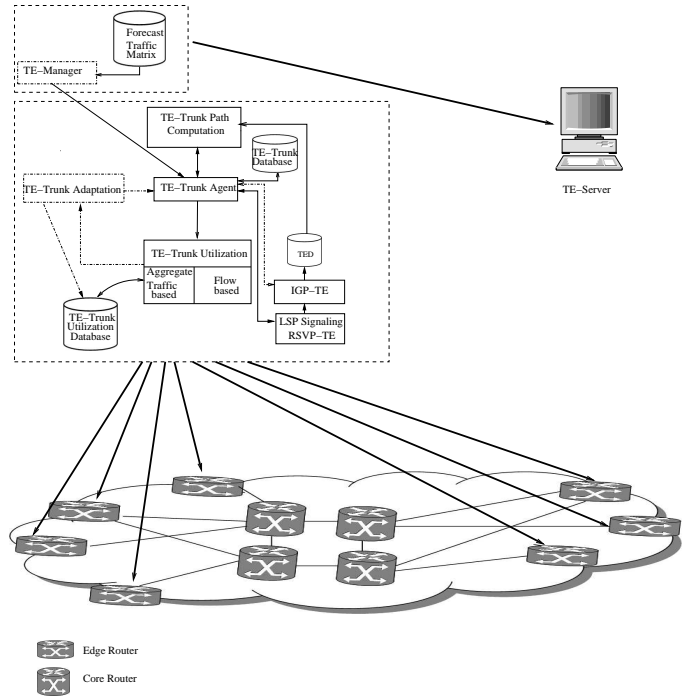 Forecast
Traffic
Matrix
TE–Manager
TE–Server
TE–Trunk Path
Computation
TE–Trunk
Database
TE–Trunk Adaptation
TE–Trunk Agent
TE–Trunk Utilization
Aggregate
Traffic
based
Flow
based
TED
IGP–TE
TE–Trunk
Utilization
Database
LSP Signaling
RSVP–TE
Edge Router
Core Router